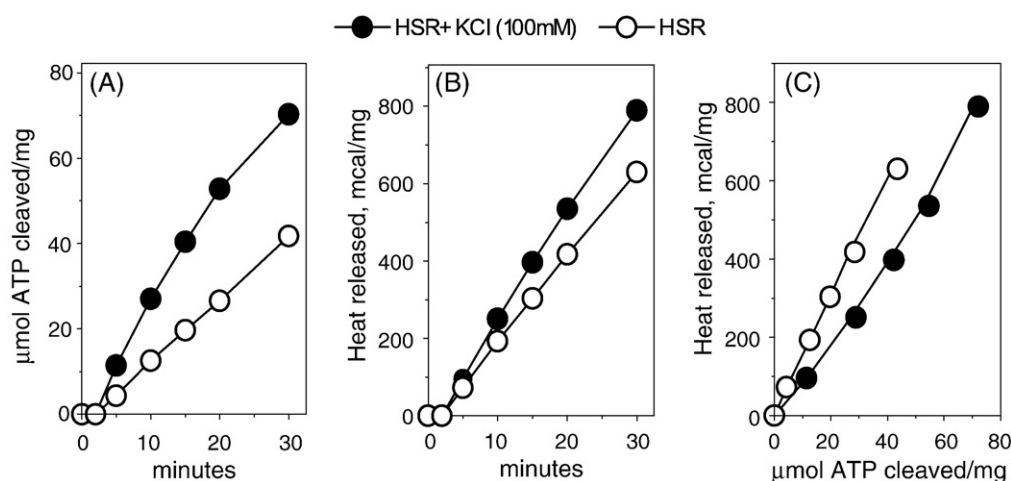 HSR+ KCl (100mM) HSR
(A)
μmol ATP cleaved/mg
80
60
40
20
0
0 10 20 30
minutes
(B)
Heat released, mcal/mg
800
600
400
200
0
0 10 20 30
minutes
(C)
Heat released, mcal/mg
800
600
400
200
0
0 20 40 60 80
μmol ATP cleaved/mg